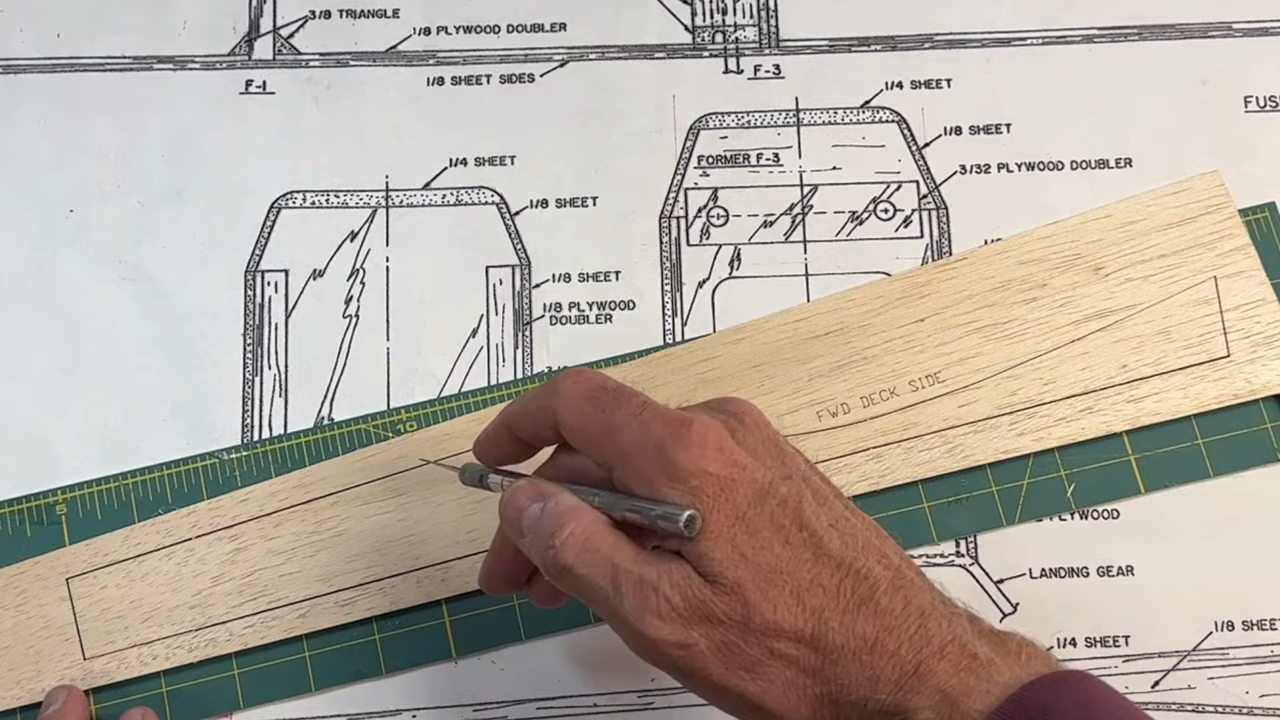 3/8 TRIANGLE
1/8 PLYWOOD DOUBLER
1/8 SHEET SIDES
F-1
F-3
1/4 SHEET
1/8 SHEET
FORMER F-3
3/32 PLYWOOD DOUBLER
1/4 SHEET
1/8 SHEET
1/8 SHEET
1/8 PLYWOOD
DOUBLER
10
5
FWD DECK SIDE
PLYWOOD
LANDING GEAR
1/4 SHEET
1/8 SHEET